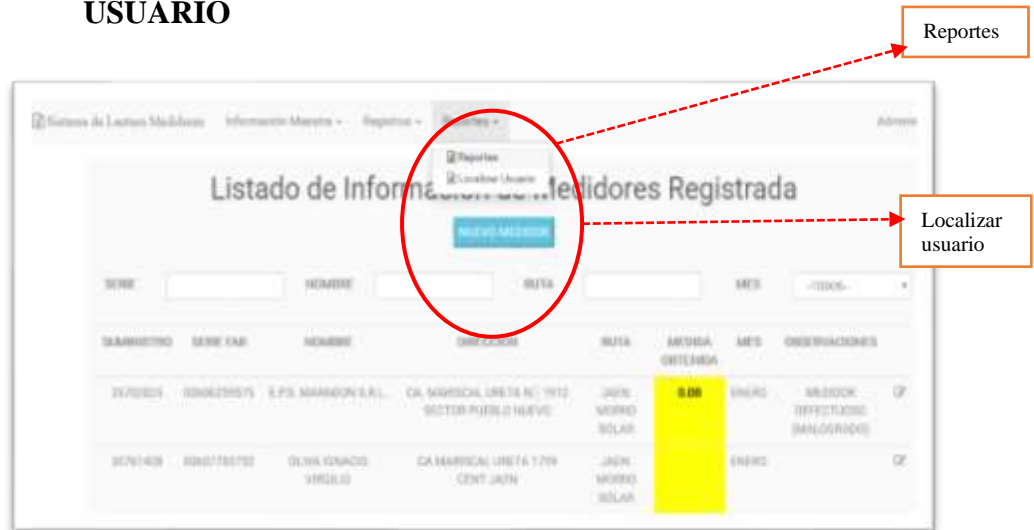 USUARIO
Reportes
Sistema de Lectura Medidores Información Maestra Registros Reportes
Reportes
Localizar Usuario
Listado de Información de Medidores Registrada
NUEVO MEDIDOR
Localizar
usuario
SERIE NOMBRE RUTA MES -TODOS-
SUMINISTRO SERIE FAB NOMBRE DIRECCION RUTA MEDIDA OBTENIDA MES OBSERVACIONES
E.P.S. MARAÑON S.R.L. CA. MARISCAL URETA 1912 SECTOR PUEBLO NUEVO JAEN MORRO SOLAR 0.00 ENERO MEDIDOR DEFECTUOSO
OLIVA IGNACIO VIRGILIO CA MARISCAL URETA 1799 CENT JAEN JAEN MORRO SOLAR ENERO